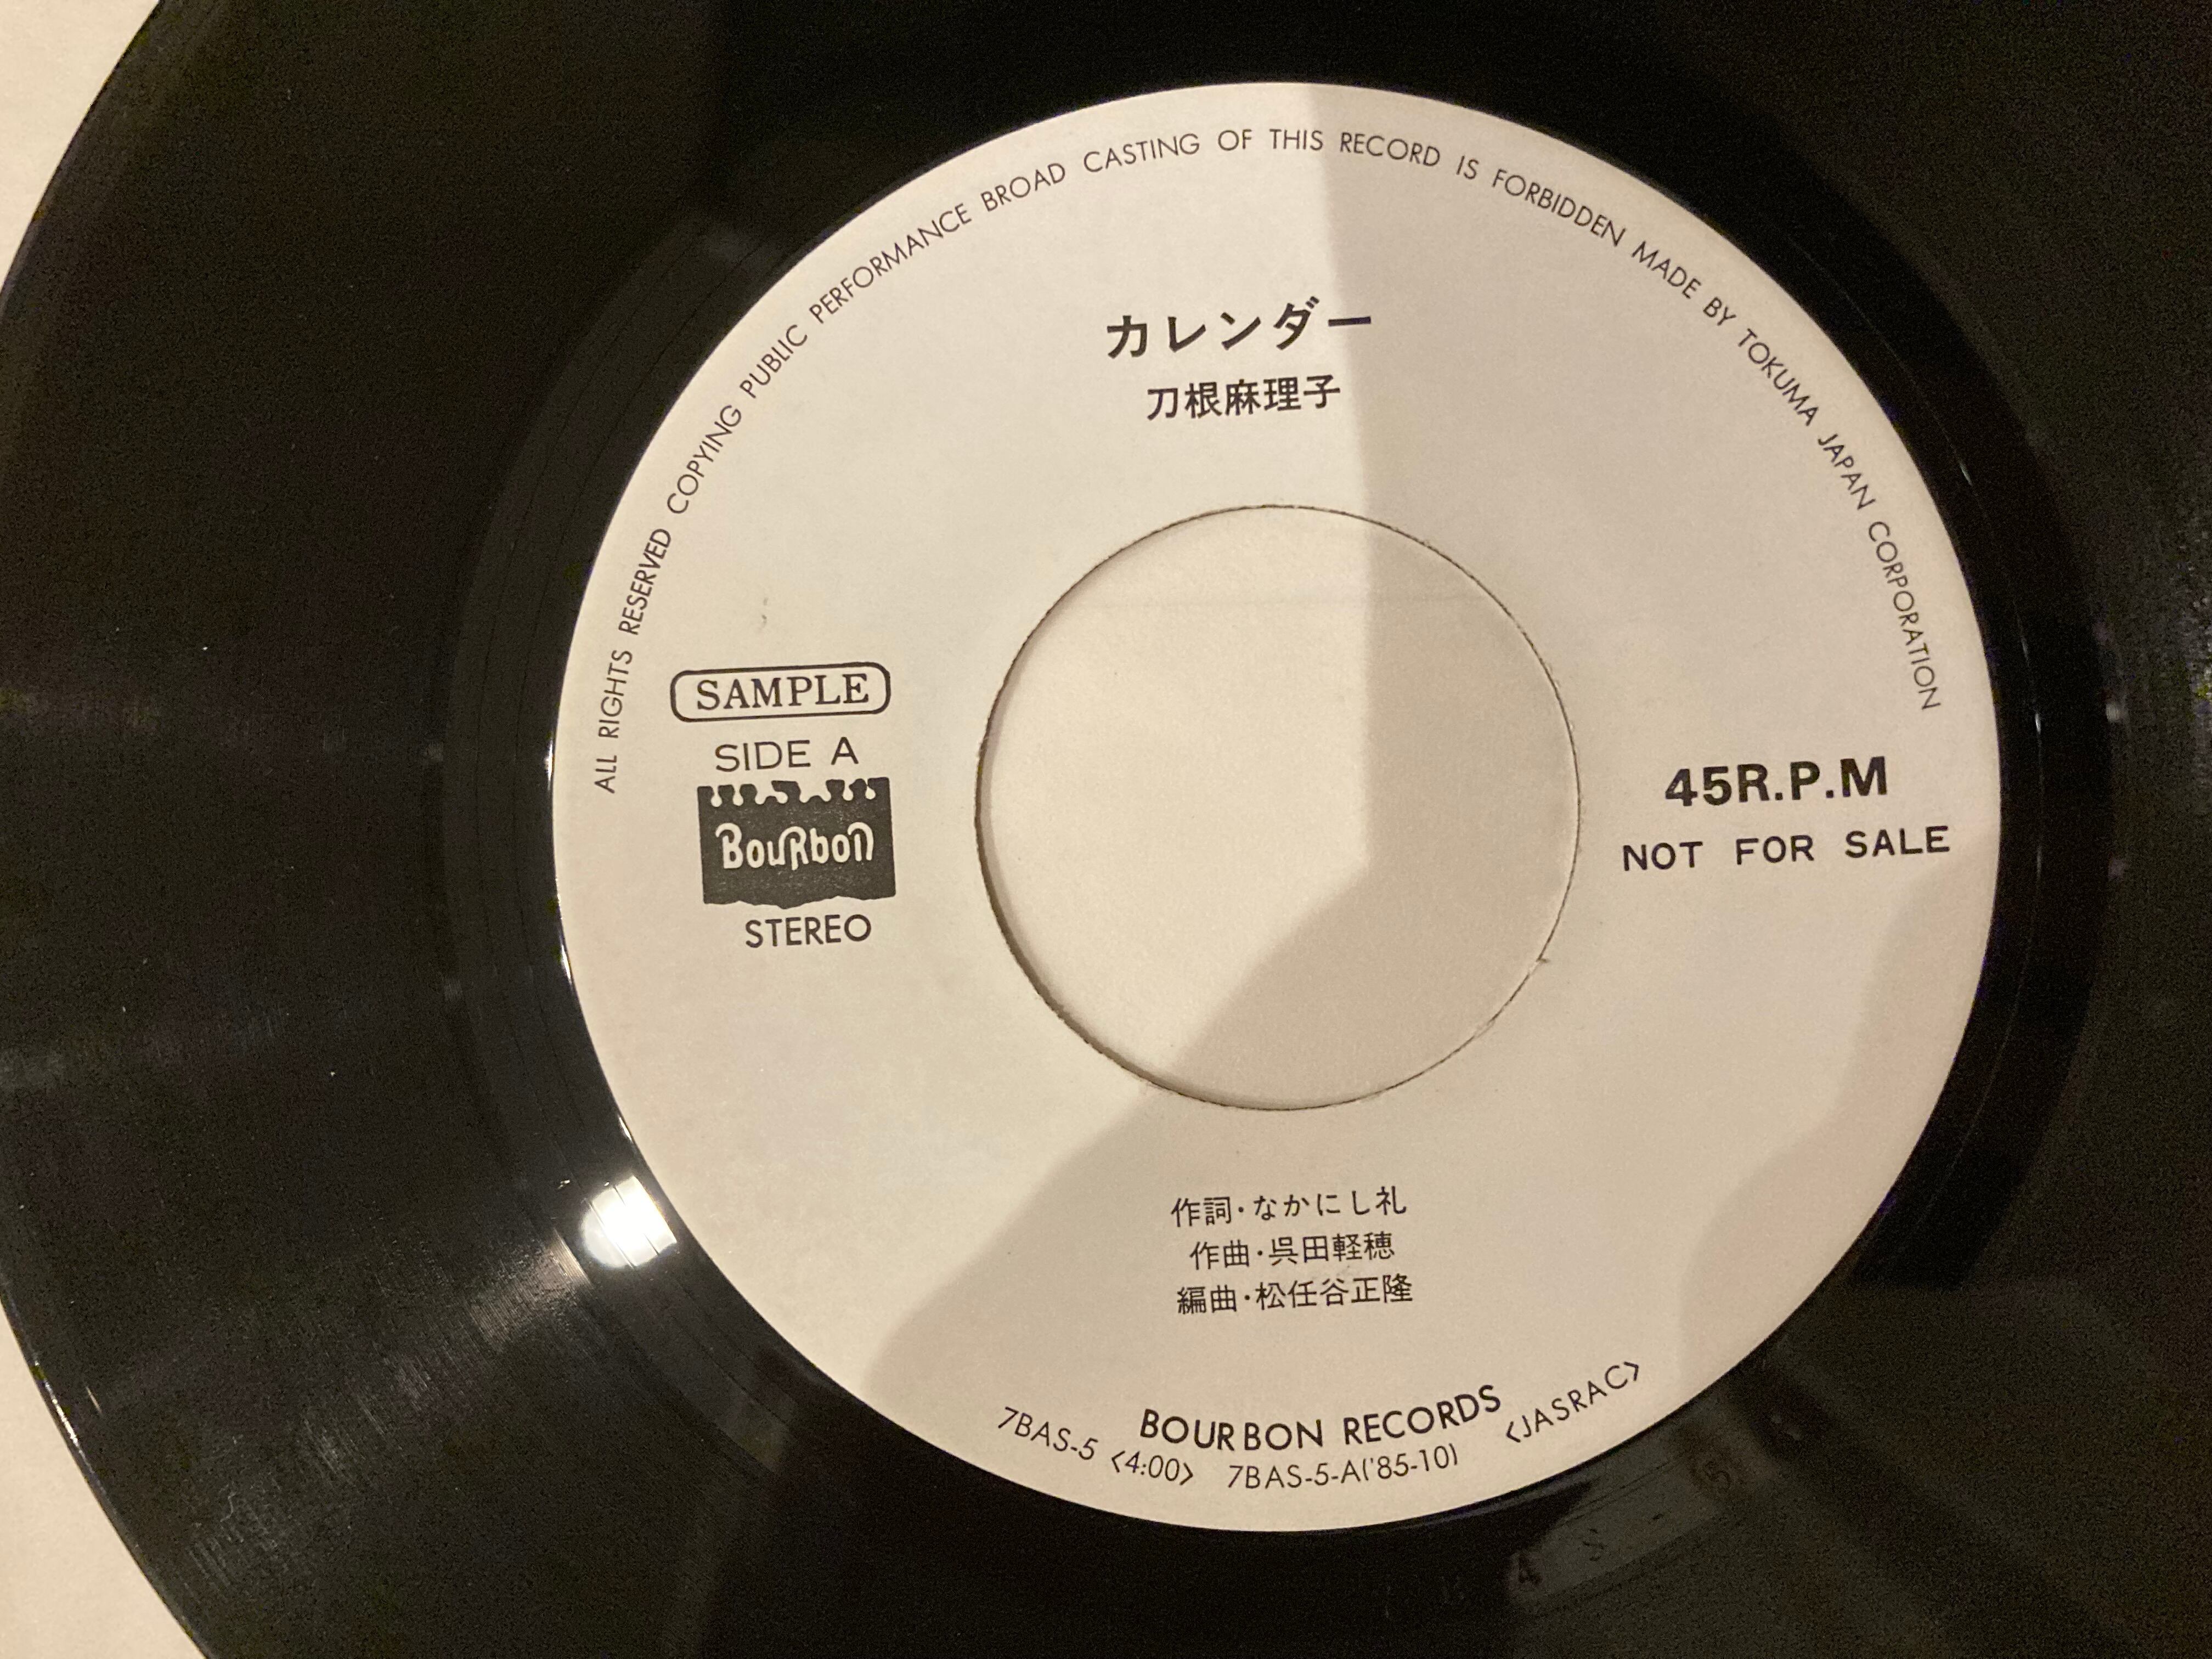 ALL RIGHTS RESERVED COPYING PUBLIC PERFORMANCE BROAD CASTING OF THIS RECORD IS FORBIDDEN MADE BY TOKUMA JAPAN CORPORATION
カレンダー
刀根麻理子
SAMPLE
SIDE A
BouRbon
STEREO
45R.P.M
NOT FOR SALE
作詞・なかにし礼
作曲・呉田軽穂
編曲・松任谷正隆
BOURBON RECORDS
7BAS-5 〈4:00〉 7BAS-5-A('85-10) 〈JASRAC〉